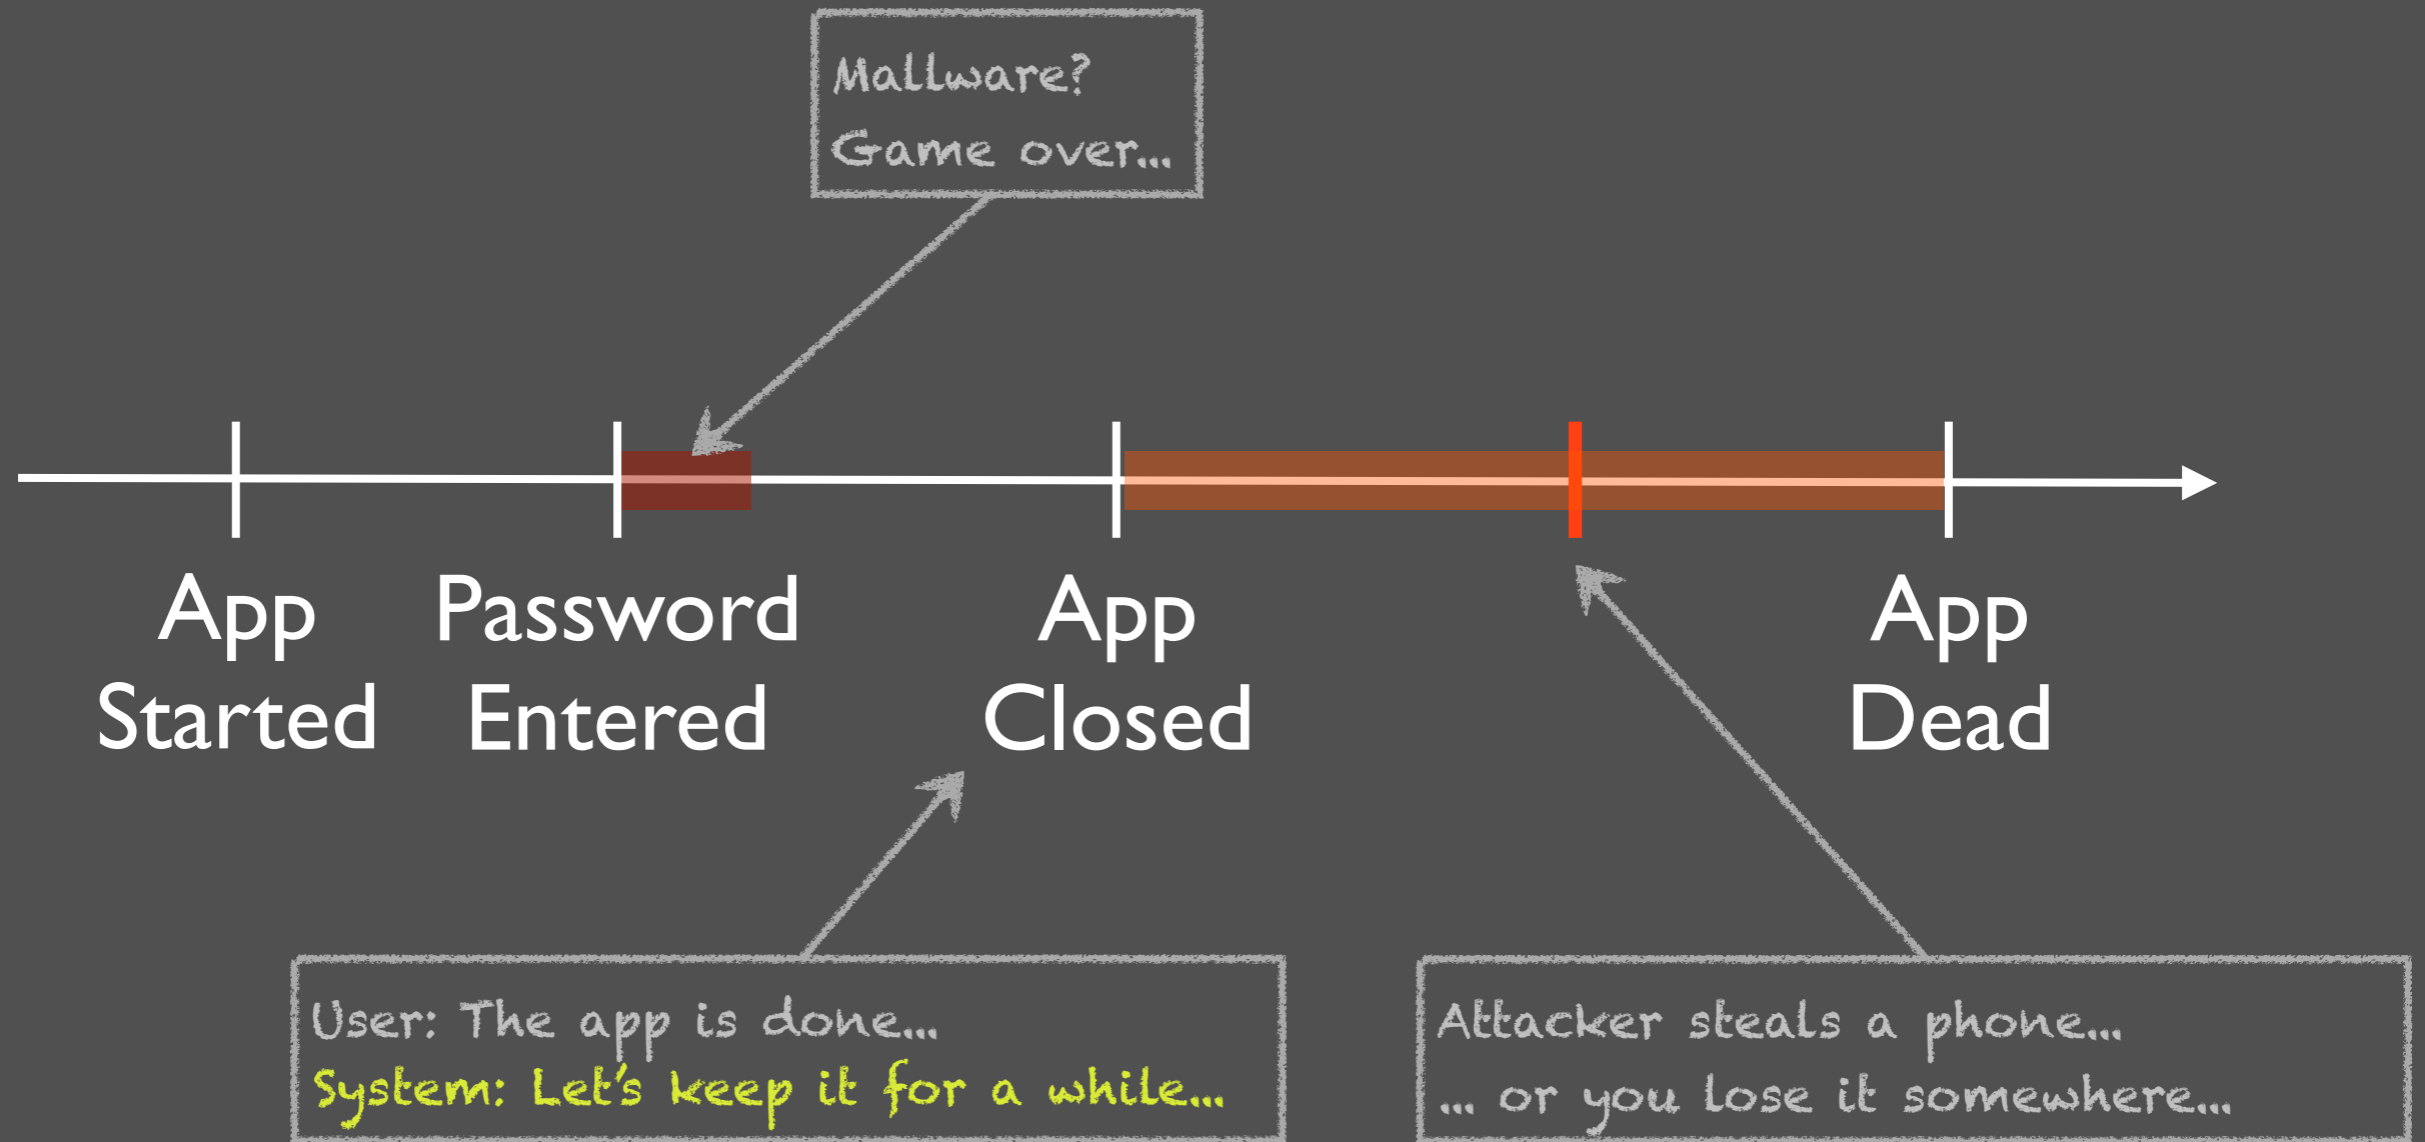 Mallware?
Game over...
App
Started
Password
Entered
App
Closed
App
Dead
User: The app is done...
System: Let's keep it for a while...
Attacker steals a phone...
... or you lose it somewhere...